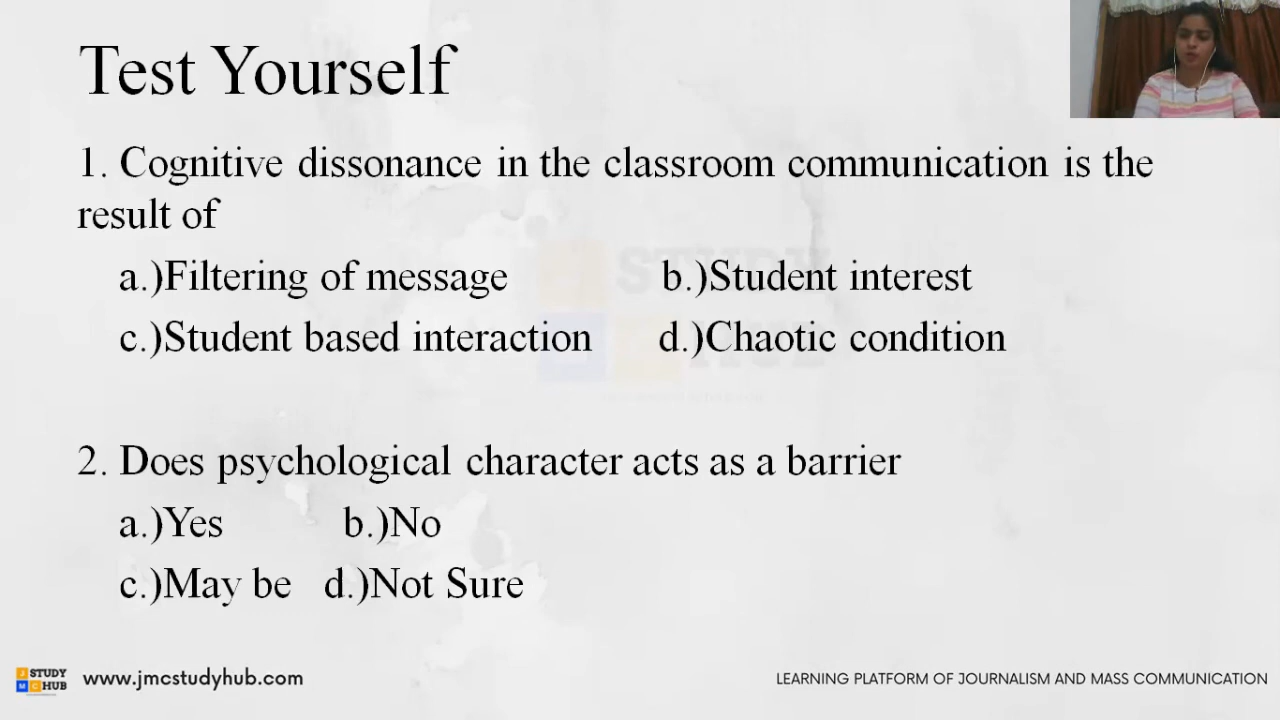 Test Yourself
1. Cognitive dissonance in the classroom communication is the
result of
a.)Filtering of message b.)Student interest
c.)Student based interaction d.)Chaotic condition
2. Does psychological character acts as a barrier
a.)Yes b.)No
c.)May be d.)Not Sure
J STUDY
M C HUB
www.jmcstudyhub.com
LEARNING PLATFORM OF JOURNALISM AND MASS COMMUNICATION